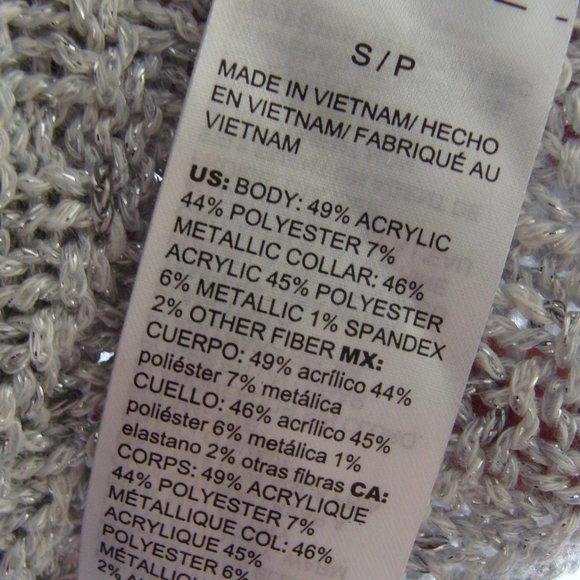 S / P
MADE IN VIETNAM/ HECHO
EN VIETNAM/ FABRIQUÉ AU
VIETNAM
US: BODY: 49% ACRYLIC
44% POLYESTER 7%
METALLIC COLLAR: 46%
ACRYLIC 45% POLYESTER
6% METALLIC 1% SPANDEX
2% OTHER FIBER MX:
CUERPO: 49% acrílico 44%
poliéster 7% metálica
CUELLO: 46% acrílico 45%
poliéster 6% metálica 1%
elastano 2% otras fibras CA:
CORPS: 49% ACRYLIQUE
44% POLYESTER 7%
MÉTALLIQUE COL: 46%
ACRYLIQUE 45%
POLYESTER 6%
2%